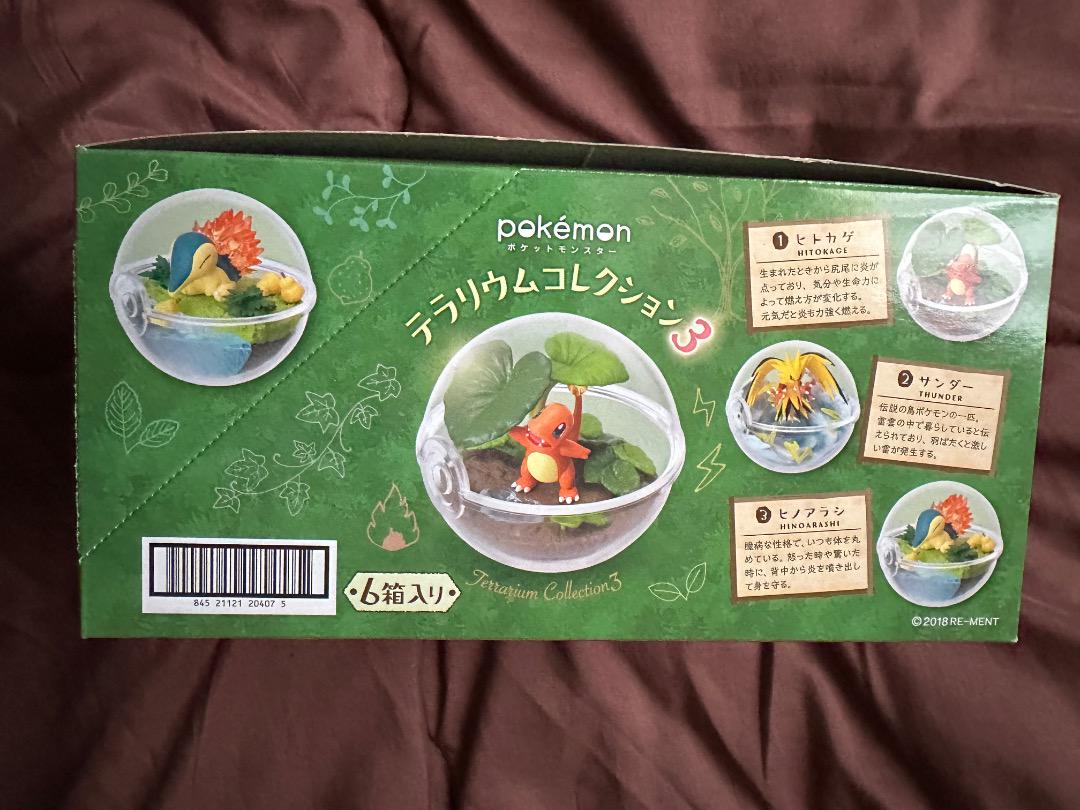 pokémon
ポケットモンスター
テラリウムコレクション3
1 ヒトカゲ
HITOKAGE
生まれたときから尻尾に炎が
点っており、気分や生命力に
よって燃え方が変化する。
元気だと炎も力強く燃える。
2 サンダー
THUNDER
伝説の鳥ポケモンの一匹。
雷雲の中で暮らしていると伝
えられており、羽ばたくと激し
い雷が発生する。
3 ヒノアラシ
HINOARASHI
臆病な性格で、いつも体を丸
めている。怒った時や驚いた
時に、背中から炎を噴き出し
て身を守る。
845 21121 20407 5
6箱入り
Terrarium Collection3
©2018 RE-MENT